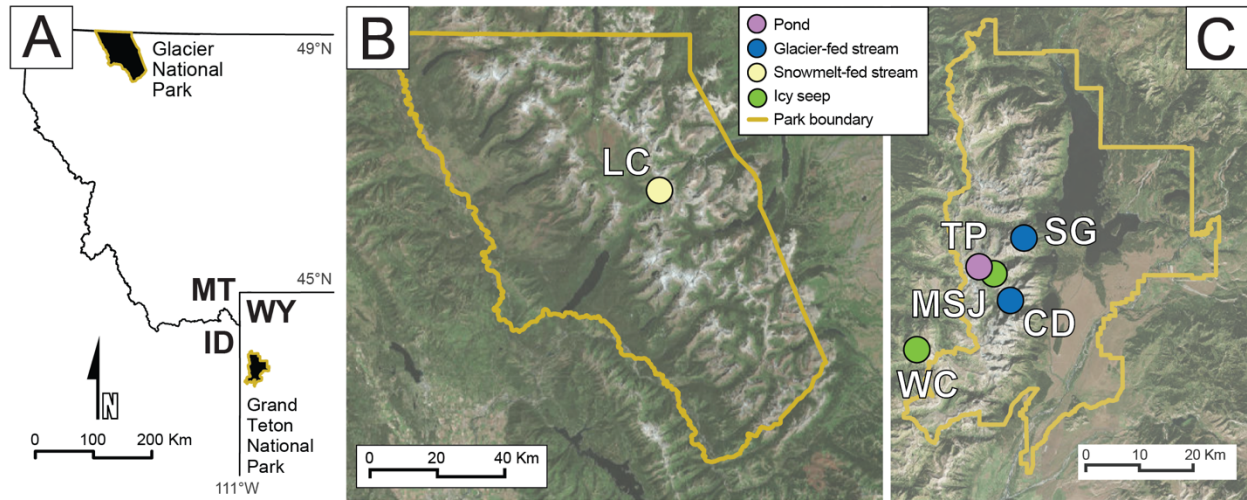 A
49°N
Glacier
National
Park
45°N
MT
WY
ID
N
0 100 200 Km
Grand
Teton
National
Park
111°W
B
LC
0 20 40 Km
Pond
Glacier-fed stream
Snowmelt-fed stream
Icy seep
Park boundary
C
TP
SG
MSJ
CD
WC
0 10 20 Km